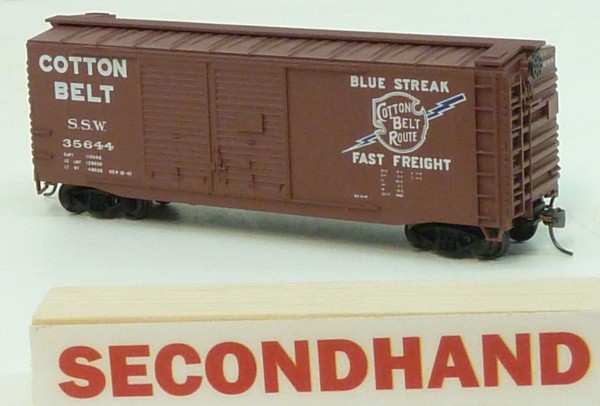 COTTON
BELT
S.S.W.
35644
BLUE STREAK
COTTON
BELT
ROUTE
FAST FREIGHT
SECONDHAND